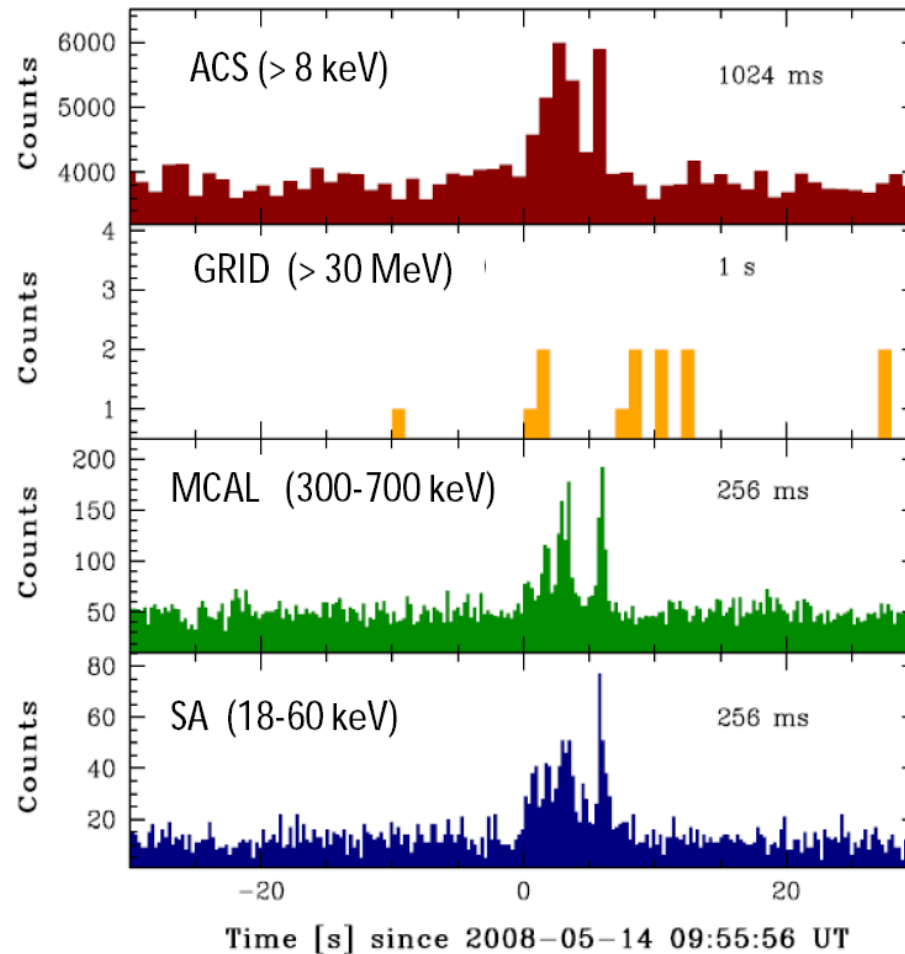 ACS (> 8 keV)
1024 ms
6000
5000
4000
Counts
GRID (> 30 MeV)
1 s
4
3
2
1
Counts
MCAL (300-700 keV)
256 ms
200
150
100
50
Counts
SA (18-60 keV)
256 ms
80
60
40
20
Counts
-20 0 20
Time [s] since 2008-05-14 09:55:56 UT